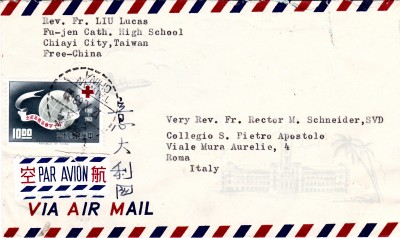 Rev. Fr. LIU Lucas
Fu-jen Cath. High School
Chiayi City,Taiwan
Free-China
10.00
意大利國
Very Rev. Fr. Rector M. Schneider,SVD
Collegio S. Pietro Apostolo
Viale Mura Aurelie, 4
Roma
Italy
空 PAR AVION 航
VIA AIR MAIL